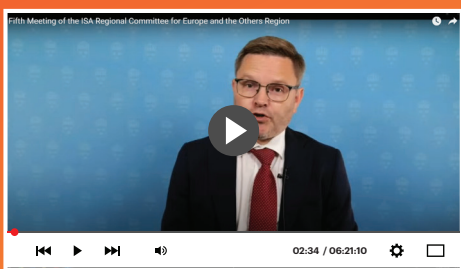 Fifth Meeting of the ISA Regional Committee for Europe and the Others Region
02:34 / 06:21:10